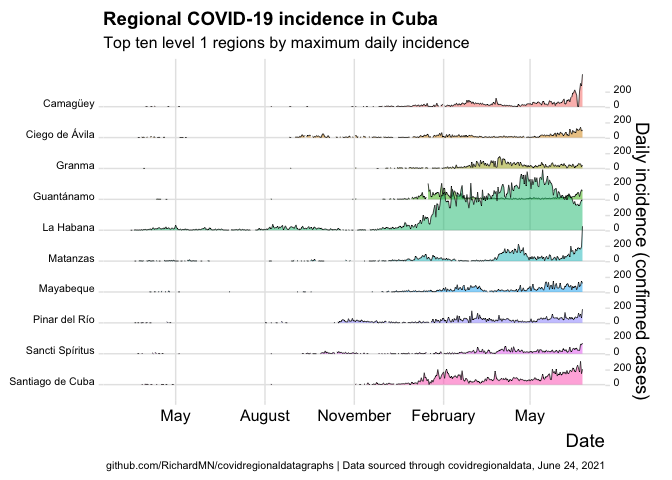 Regional COVID-19 incidence in Cuba
Top ten level 1 regions by maximum daily incidence
Camagüey
Ciego de Ávila
Granma
Guantánamo
La Habana
Matanzas
Mayabeque
Pinar del Río
Sancti Spíritus
Santiago de Cuba
200
0
200
0
200
0
200
0
200
0
200
0
200
0
200
0
200
0
200
0
Daily incidence (confirmed cases)
May August November February May
Date
github.com/RichardMN/covidregionaldatagraphs | Data sourced through covidregionaldata, June 24, 2021